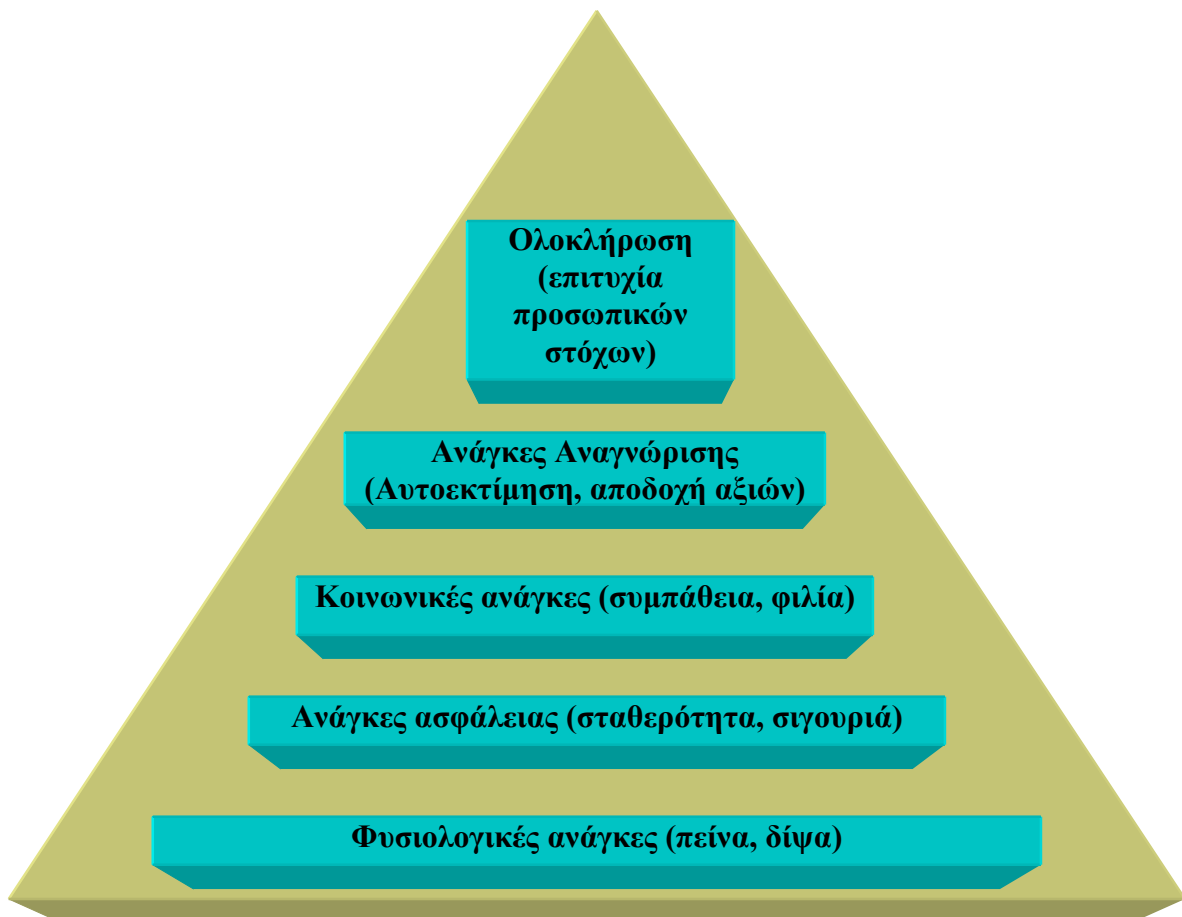 Ολοκλήρωση
(επιτυχία
προσωπικών
στόχων)
Ανάγκες Αναγνώρισης
(Αυτοεκτίμηση, αποδοχή αξιών)
Κοινωνικές ανάγκες (συμπάθεια, φιλία)
Ανάγκες ασφάλειας (σταθερότητα, σιγουριά)
Φυσιολογικές ανάγκες (πείνα, δίψα)